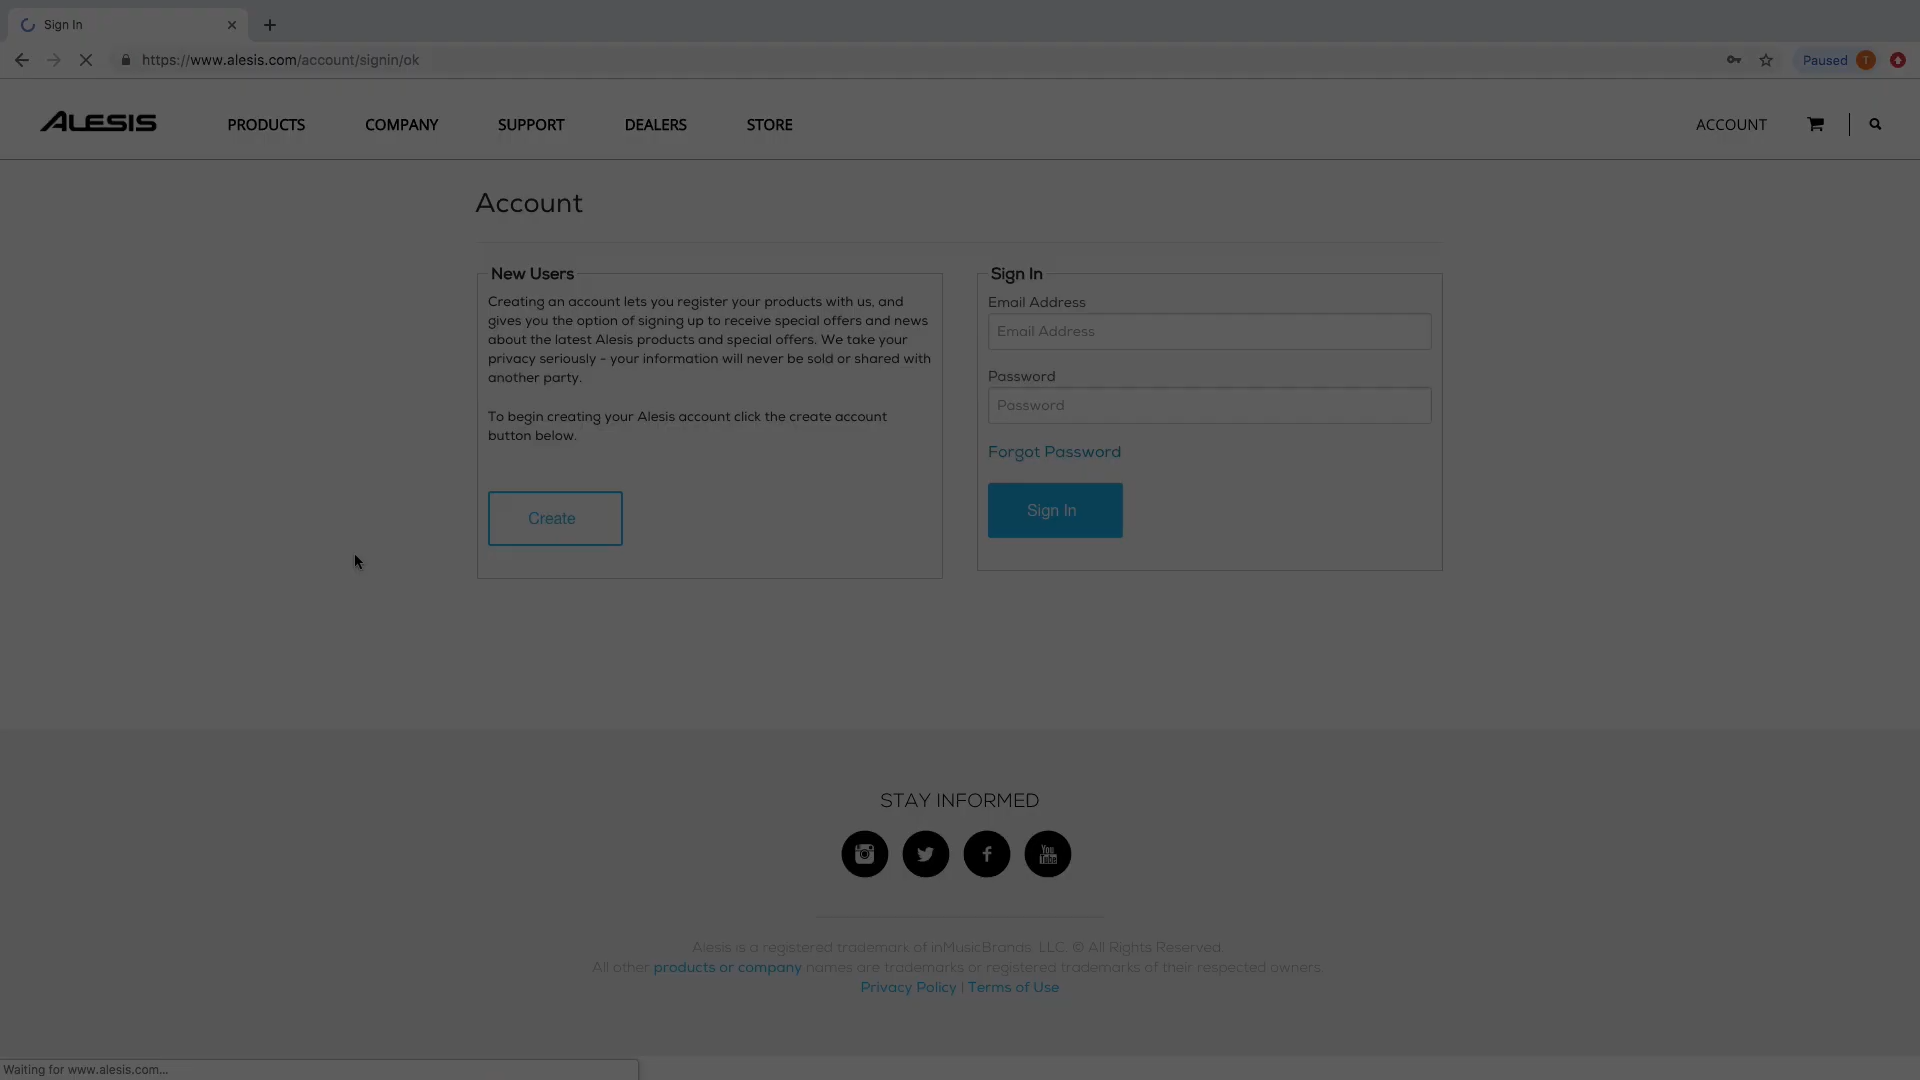 Sign In
https://www.alesis.com/account/signin/ok
Paused
T
ALESIS
PRODUCTS
COMPANY
SUPPORT
DEALERS
STORE
ACCOUNT
Account
New Users
Creating an account lets you register your products with us, and
gives you the option of signing up to receive special offers and news
about the latest Alesis products and special offers. We take your
privacy seriously - your information will never be sold or shared with
another party.
To begin creating your Alesis account click the create account
button below.
Create
Sign In
Email Address
Email Address
Password
Password
Forgot Password
Sign In
STAY INFORMED
You
Tube
Alesis is a registered trademark of inMusicBrands, LLC. © All Rights Reserved.
All other products or company names are trademarks or registered trademarks of their respected owners.
Privacy Policy | Terms of Use
Waiting for www.alesis.com...